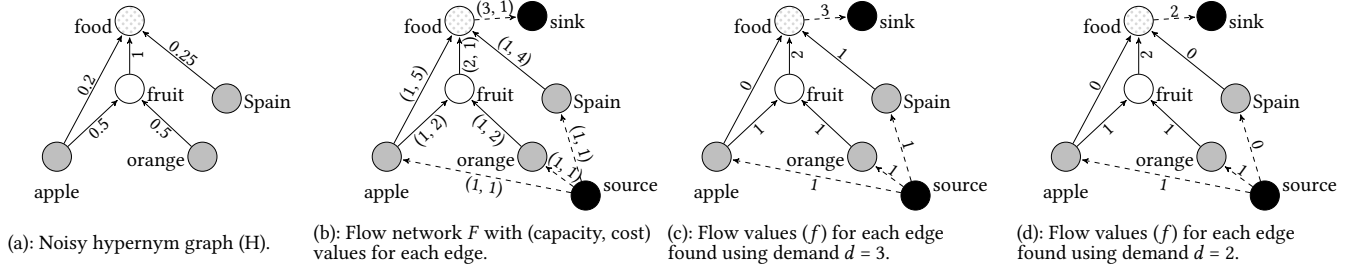 food
0.2
1
0.25
fruit
Spain
0.5
0.5
orange
apple
(a): Noisy hypernym graph (H).
(3, 1)
sink
food
(1, 5)
(2, 1)
(1, 4)
fruit
Spain
(1, 2)
(1, 2)
(1, 1)
orange
(1, 1)
apple
(1, 1)
source
(b): Flow network F with (capacity, cost)
values for each edge.
3
sink
food
0
2
1
fruit
Spain
1
1
1
orange
1
apple
1
source
(c): Flow values (f) for each edge
found using demand d = 3.
2
sink
food
0
2
0
fruit
Spain
1
1
0
orange
1
apple
1
source
(d): Flow values (f) for each edge
found using demand d = 2.